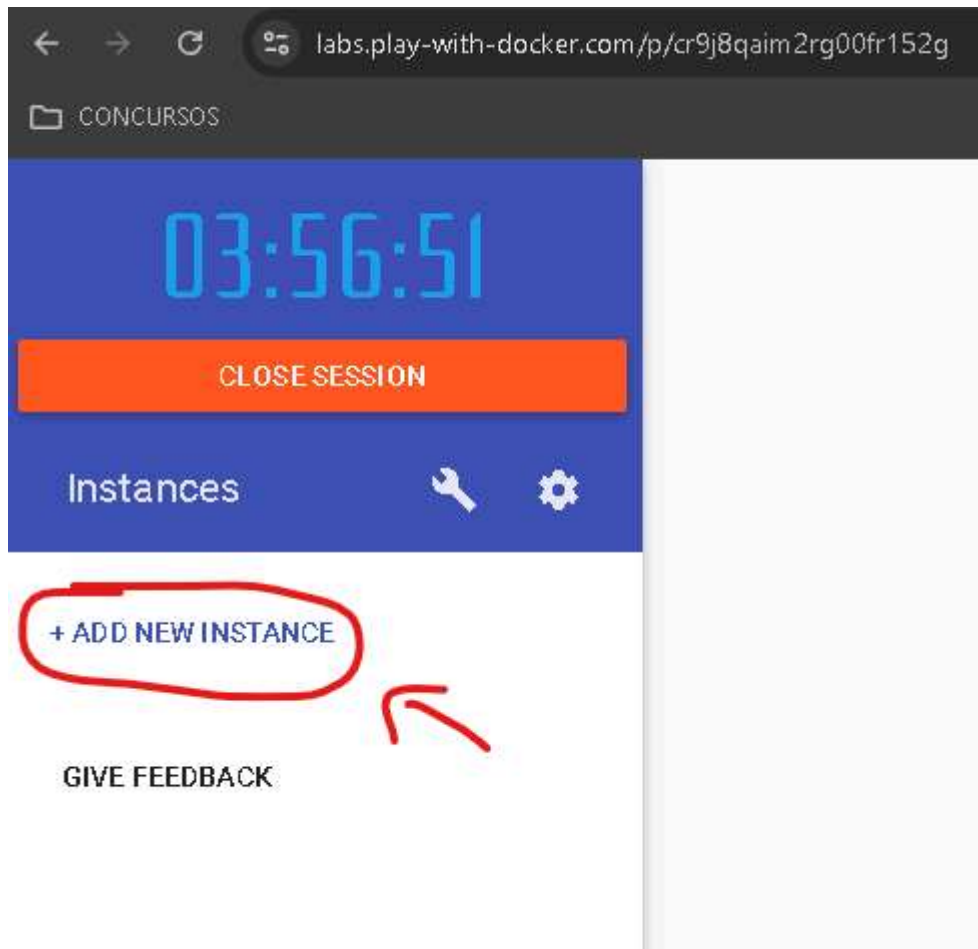 labs.play-with-docker.com/p/cr9j8qaim2rg00fr152g
CONCURSOS
03:56:51
CLOSE SESSION
Instances
+ ADD NEW INSTANCE
GIVE FEEDBACK